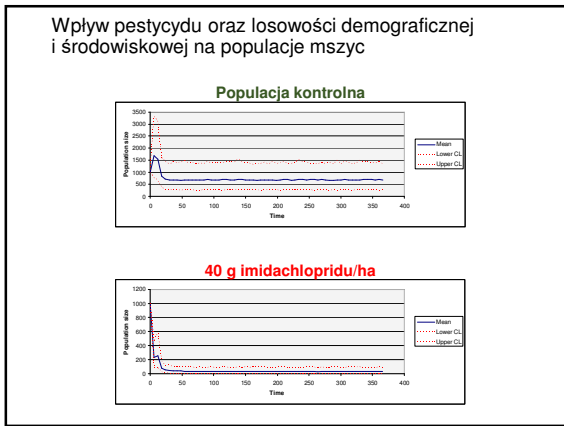 Wpływ pestycydu oraz losowości demograficznej
i środowiskowej na populacje mszyc
Populacja kontrolna
Population size
3500
3000
2500
2000
1500
1000
500
0
0 50 100 150 200 250 300 350 400
Time
Mean
Lower CL
Upper CL
40 g imidachlopridu/ha
Population size
1200
1000
800
600
400
200
0
0 50 100 150 200 250 300 350 400
Time
Mean
Lower CL
Upper CL